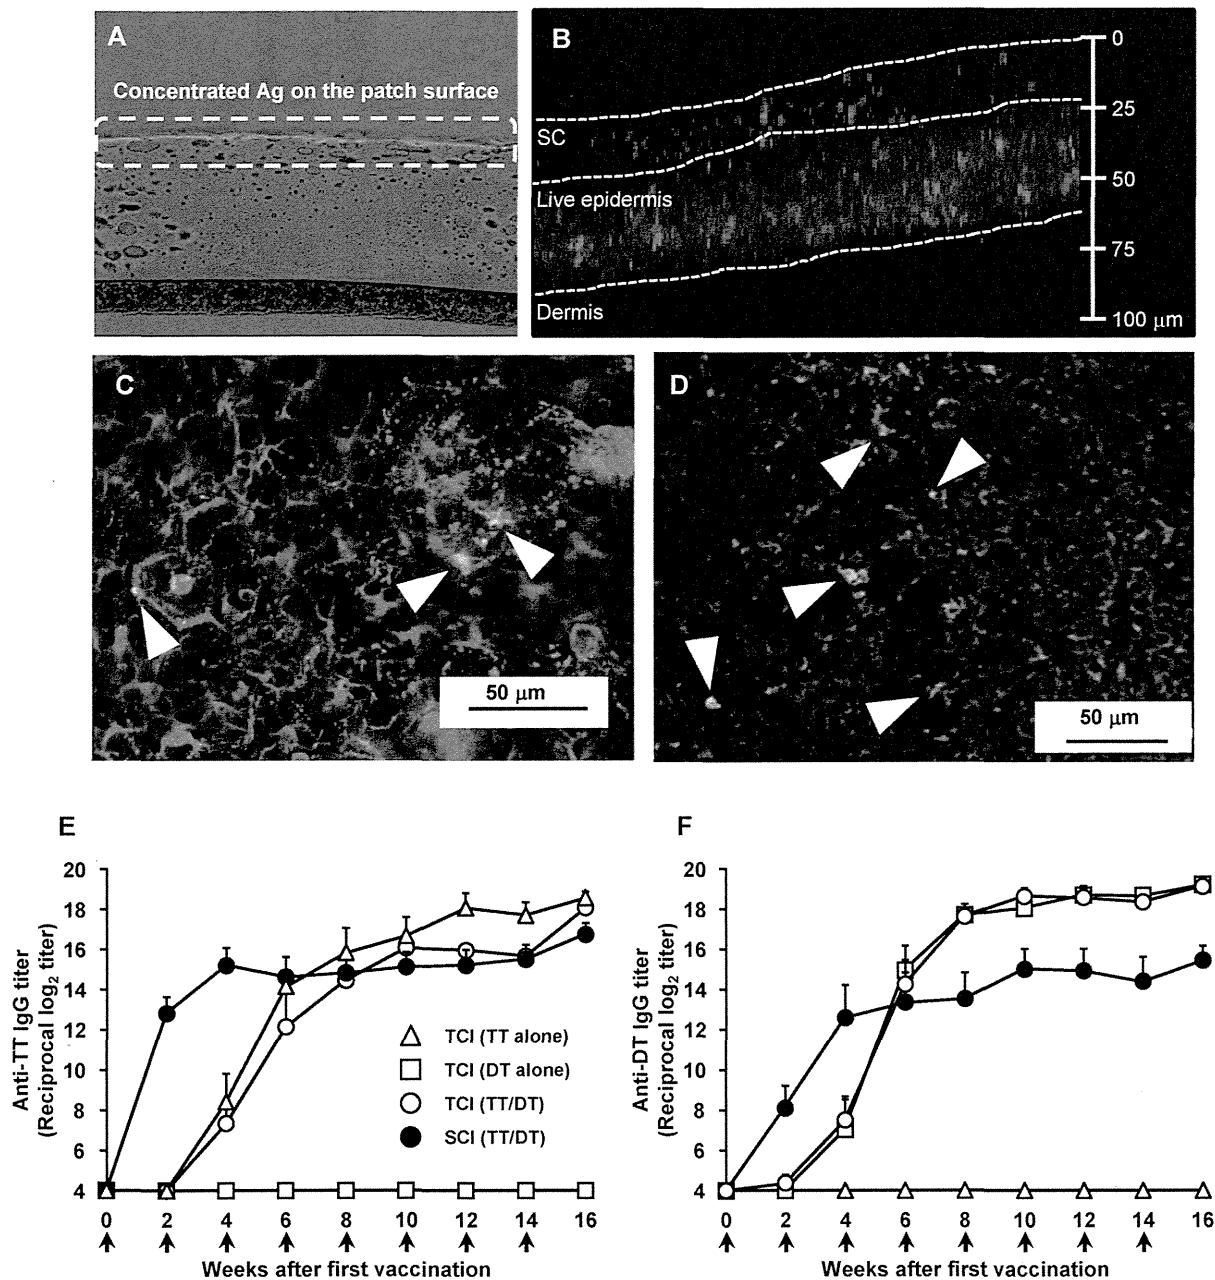 A
Concentrated Ag on the patch surface
B
SC
Live epidermis
Dermis
0
25
50
75
100 μm
C
50 μm
D
50 μm
E
Anti-TT IgG titer
(Reciprocal log2 titer)
20
18
16
14
12
10
8
6
4
TCI (TT alone)
TCI (DT alone)
TCI (TT/DT)
SCI (TT/DT)
0 2 4 6 8 10 12 14 16
Weeks after first vaccination
F
Anti-DT IgG titer
(Reciprocal log2 titer)
20
18
16
14
12
10
8
6
4
0 2 4 6 8 10 12 14 16
Weeks after first vaccination